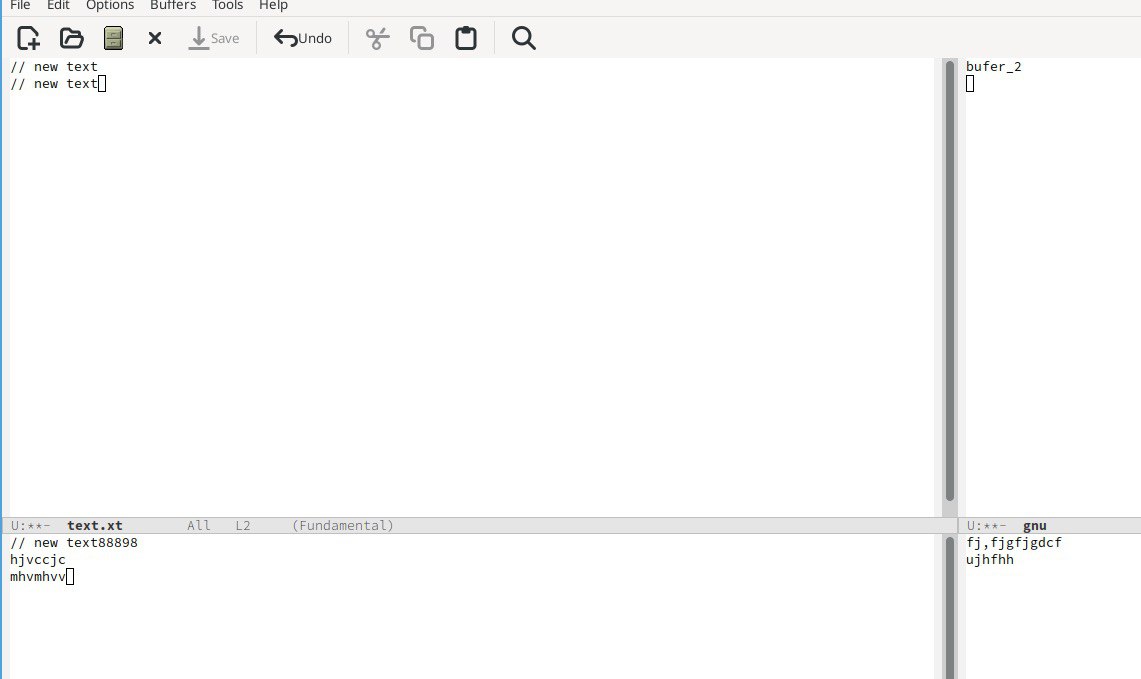 File Edit Options Buffers Tools Help
Save Undo
// new text
// new text
bufer_2
U:**- text.xt All L2 (Fundamental)
U:**- gnu
// new text88898
hjvccjc
mhvmhvv
fj,fjgfjgdcf
ujhfhh